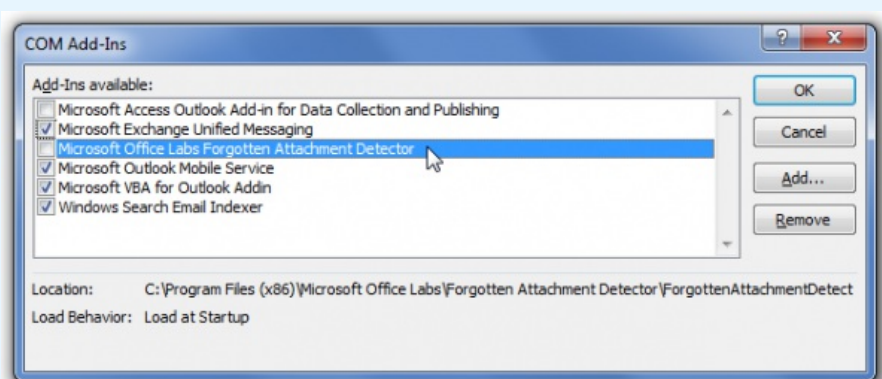 COM Add-Ins
Add-Ins available:
Microsoft Access Outlook Add-in for Data Collection and Publishing
Microsoft Exchange Unified Messaging
Microsoft Office Labs Forgotten Attachment Detector
Microsoft Outlook Mobile Service
Microsoft VBA for Outlook Addin
Windows Search Email Indexer
OK
Cancel
Add...
Remove
Location: C:\Program Files (x86)\Microsoft Office Labs\Forgotten Attachment Detector\ForgottenAttachmentDetect
Load Behavior: Load at Startup